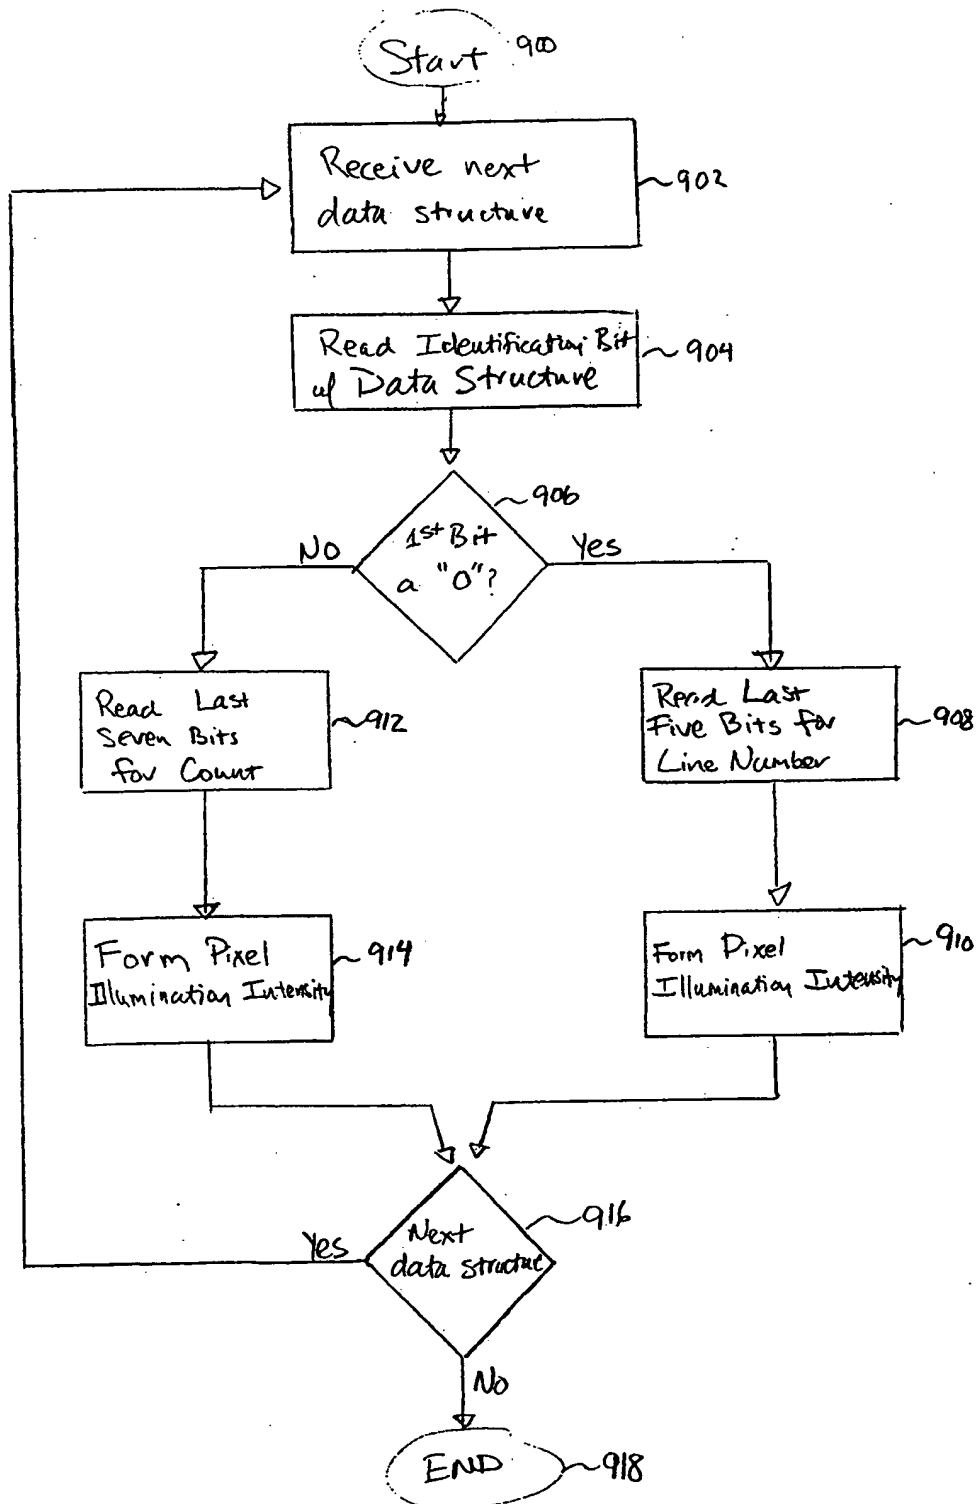 Start 900
Receive next
data structure
902
Read Identification Bit
w/ Data Structure
904
906
1st Bit
a "0"?
No
Yes
Read Last
Seven Bits
for Count
912
Read Last
Five Bits for
Line Number
908
Form Pixel
Illumination Intensity
914
Form Pixel
Illumination Intensity
910
916
Next
data structure
Yes
No
END
918